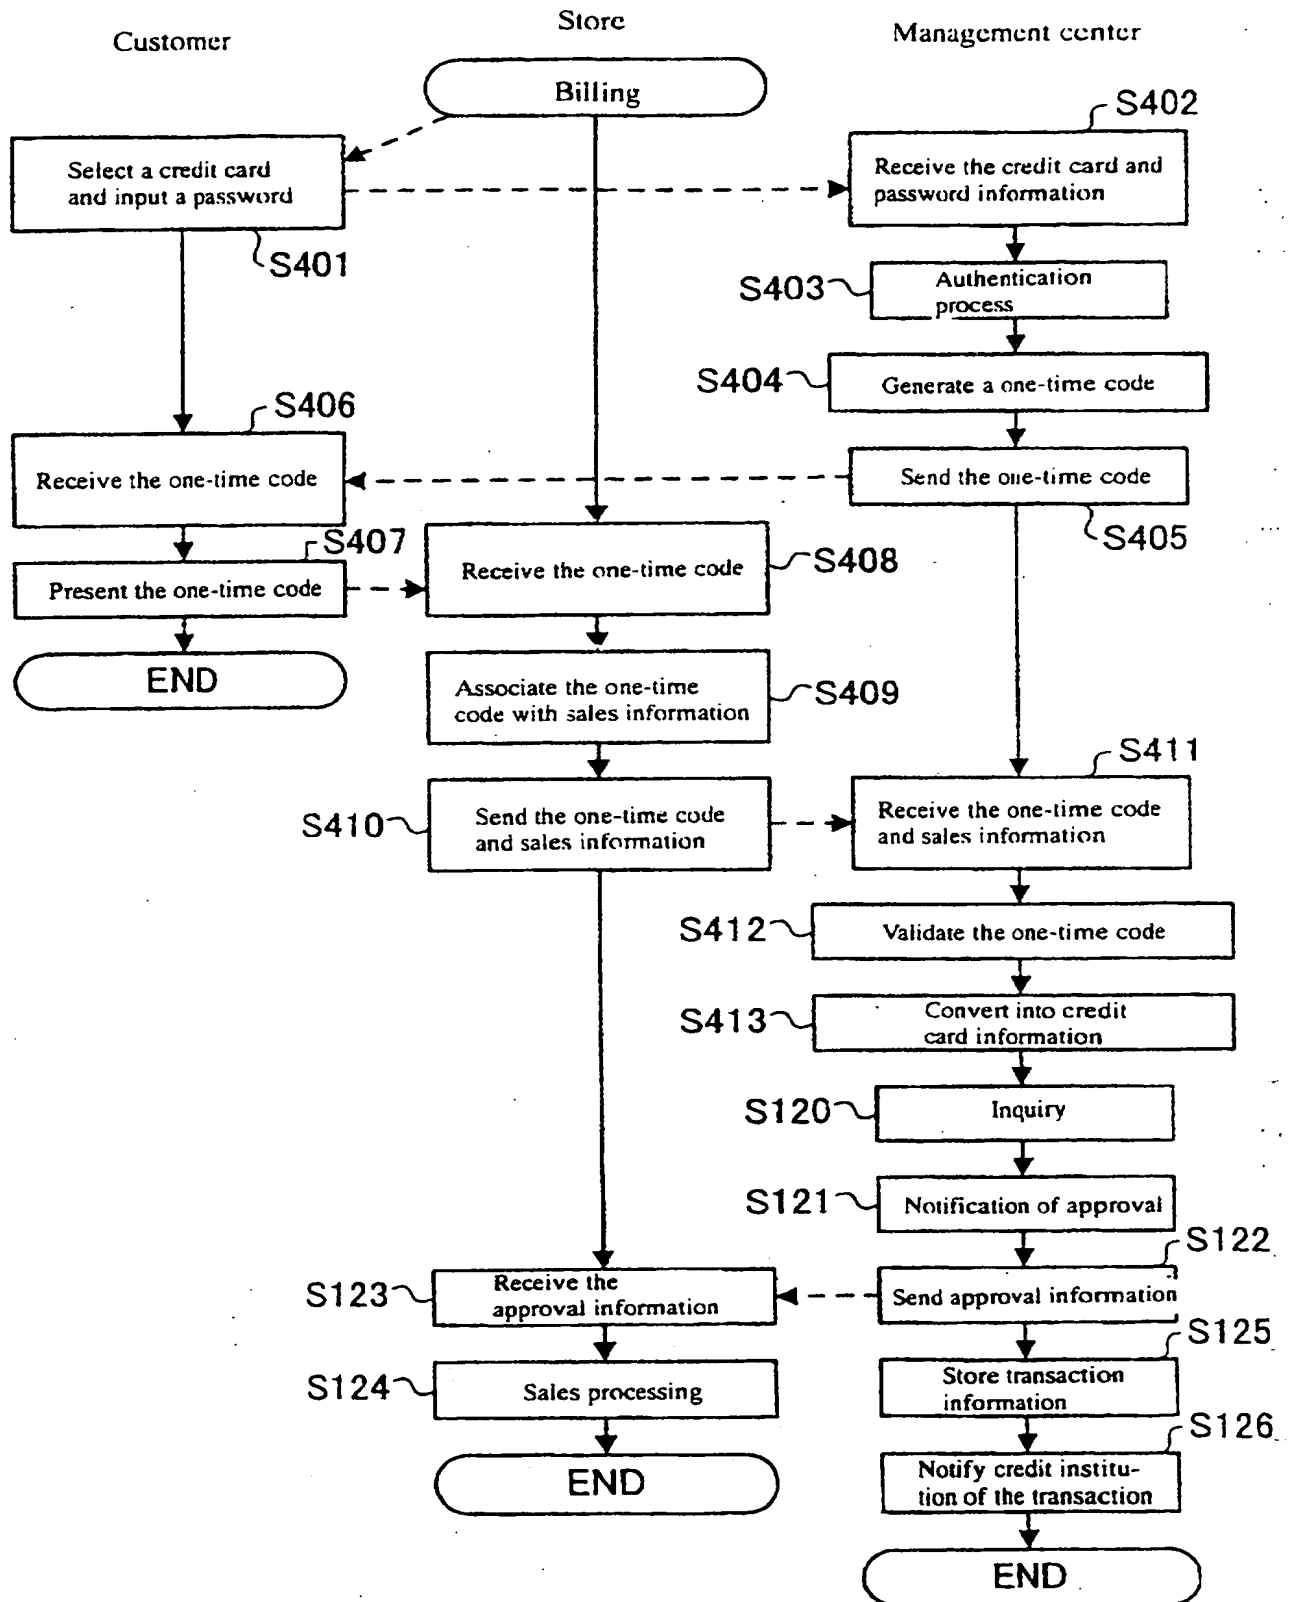 Customer
Store
Management center
Billing
S402
Select a credit card
and input a password
Receive the credit card and
password information
S401
S403
Authentication
process
S404
Generate a one-time code
S406
Receive the one-time code
Send the one-time code
S405
S407
Present the one-time code
Receive the one-time code
S408
END
Associate the one-time
code with sales information
S409
S411
S410
Send the one-time code
and sales information
Receive the one-time code
and sales information
S412
Validate the one-time code
S413
Convert into credit
card information
S120
Inquiry
S121
Notification of approval
S122
S123
Receive the
approval information
Send approval information
S125
S124
Sales processing
Store transaction
information
S126
END
Notify credit institu-
tion of the transaction
END